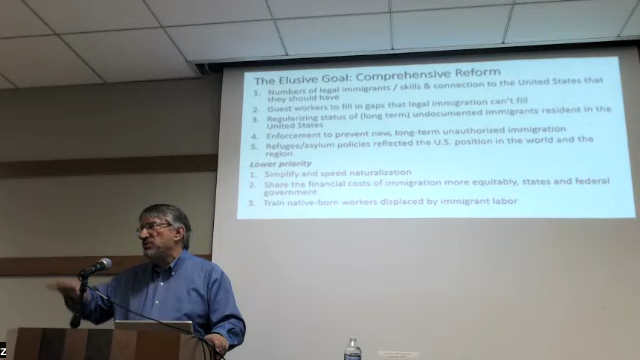 The Elusive Goal: Comprehensive Reform
1. Numbers of legal immigrants / skills & connection to the United States that
they should have
2. Guest workers to fill in gaps that legal immigration can't fill
3. Regularizing status of (long term) undocumented immigrants resident in the
United States
4. Enforcement to prevent new, long-term unauthorized immigration
5. Refugee/asylum policies reflected the U.S. position in the world and the
region
Lower priority
1. Simplify and speed naturalization
2. Share the financial costs of immigration more equitably, states and federal
government
3. Train native-born workers displaced by immigrant labor
z